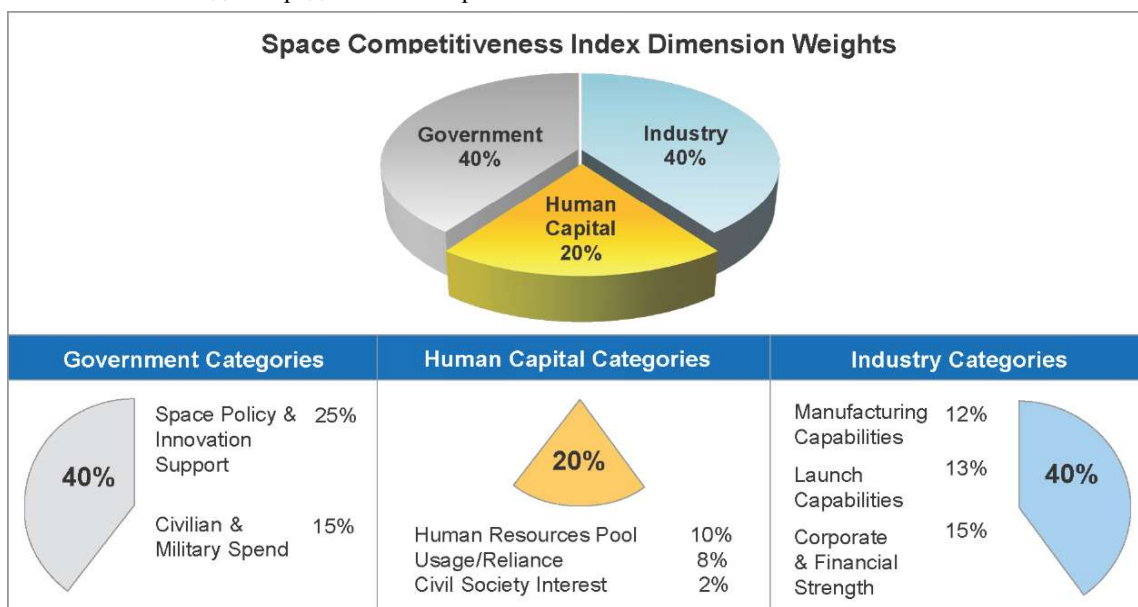 Space Competitiveness Index Dimension Weights
Government
40%
Industry
40%
Human
Capital
20%
Government Categories
Space Policy & 25%
Innovation
Support
40%
Civilian & 15%
Military Spend
Human Capital Categories
20%
Human Resources Pool 10%
Usage/Reliance 8%
Civil Society Interest 2%
Industry Categories
Manufacturing 12%
Capabilities
40%
Launch 13%
Capabilities
Corporate 15%
& Financial
Strength